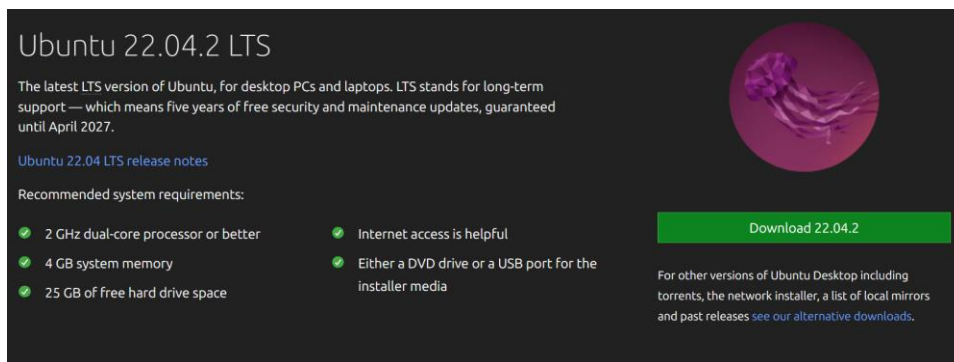 Ubuntu 22.04.2 LTS
The latest LTS version of Ubuntu, for desktop PCs and laptops. LTS stands for long-term
support — which means five years of free security and maintenance updates, guaranteed
until April 2027.
Ubuntu 22.04 LTS release notes
Recommended system requirements:
2 GHz dual-core processor or better
4 GB system memory
25 GB of free hard drive space
Internet access is helpful
Either a DVD drive or a USB port for the
installer media
Download 22.04.2
For other versions of Ubuntu Desktop including
torrents, the network installer, a list of local mirrors
and past releases see our alternative downloads.